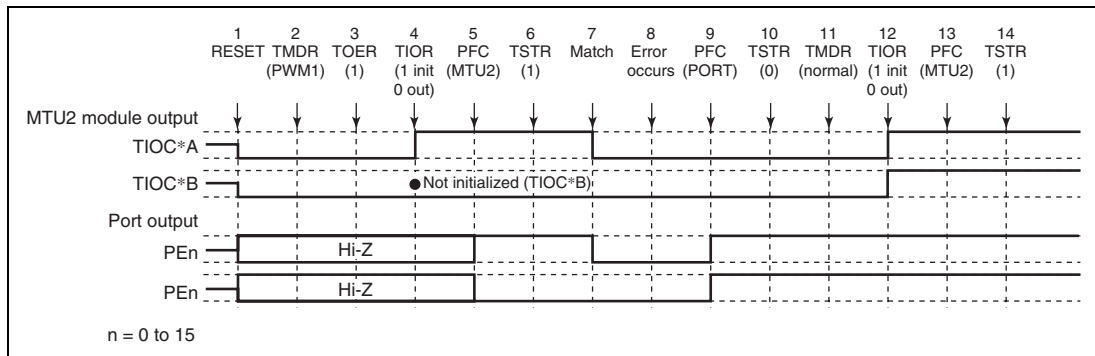 1 2 3 4 5 6 7 8 9 10 11 12 13 14
RESET TMDR TOER TIOR PFC TSTR Match Error PFC TSTR TMDR TIOR PFC TSTR
(PWM1) (1) (1 init (MTU2) (1) occurs (PORT) (0) (normal) (1 init (MTU2) (1)
0 out) 0 out)
MTU2 module output
TIOC*A
TIOC*B
Not initialized (TIOC*B)
Port output
PEn
Hi-Z
PEn
Hi-Z
n = 0 to 15